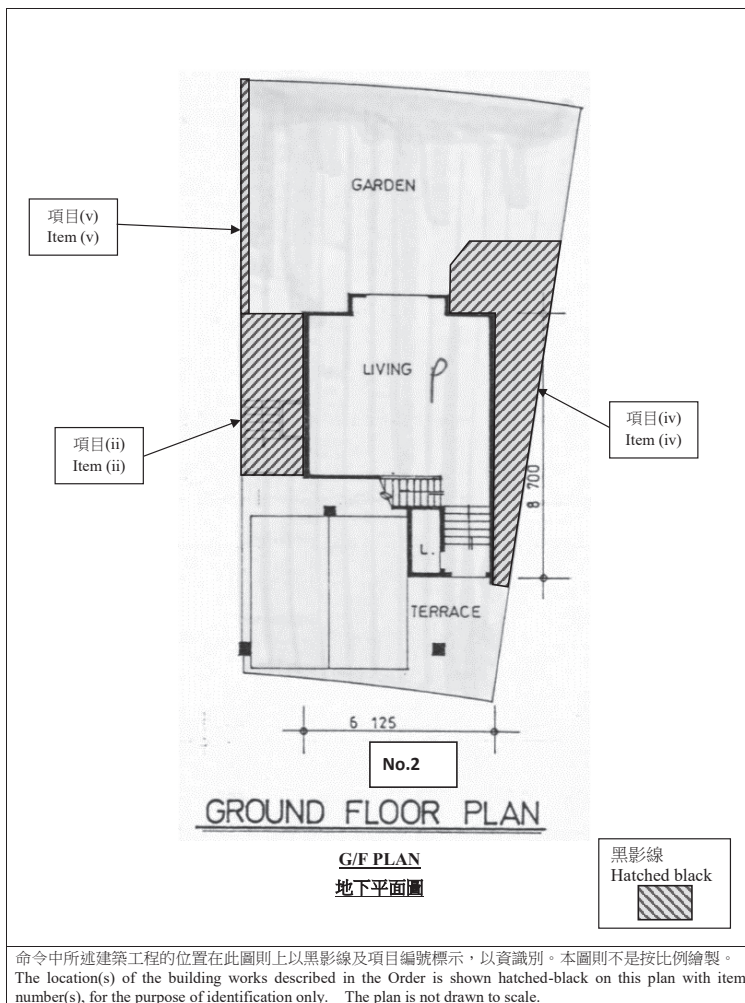 GARDEN
項目(v)
Item (v)
LIVING
項目(ii)
Item (ii)
項目(iv)
Item (iv)
8 700
L.
TERRACE
6 125
No.2
GROUND FLOOR PLAN
G/F PLAN
地下平面圖
黑影線
Hatched black
命令中所述建築工程的位置在此圖則上以黑影線及項目編號標示，以資識別。本圖則不是按比例繪製。
The location(s) of the building works described in the Order is shown hatched-black on this plan with item
number(s), for the purpose of identification only. The plan is not drawn to scale.